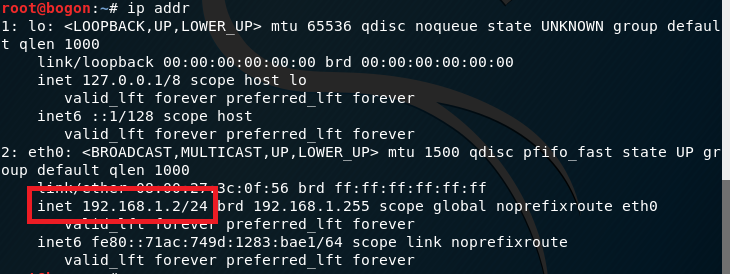 root@bogon:~# ip addr
1: lo: <LOOPBACK,UP,LOWER_UP> mtu 65536 qdisc noqueue state UNKNOWN group defaul
t qlen 1000
link/loopback 00:00:00:00:00:00 brd 00:00:00:00:00:00
inet 127.0.0.1/8 scope host lo
valid_lft forever preferred_lft forever
inet6 ::1/128 scope host
valid_lft forever preferred_lft forever
2: eth0: <BROADCAST,MULTICAST,UP,LOWER_UP> mtu 1500 qdisc pfifo_fast state UP gr
oup default qlen 1000
link/ether 08:00:27:3c:0f:56 brd ff:ff:ff:ff:ff:ff
inet 192.168.1.2/24 brd 192.168.1.255 scope global noprefixroute eth0
valid_lft forever preferred_lft forever
inet6 fe80::71ac:749d:1283:bae1/64 scope link noprefixroute
valid_lft forever preferred_lft forever